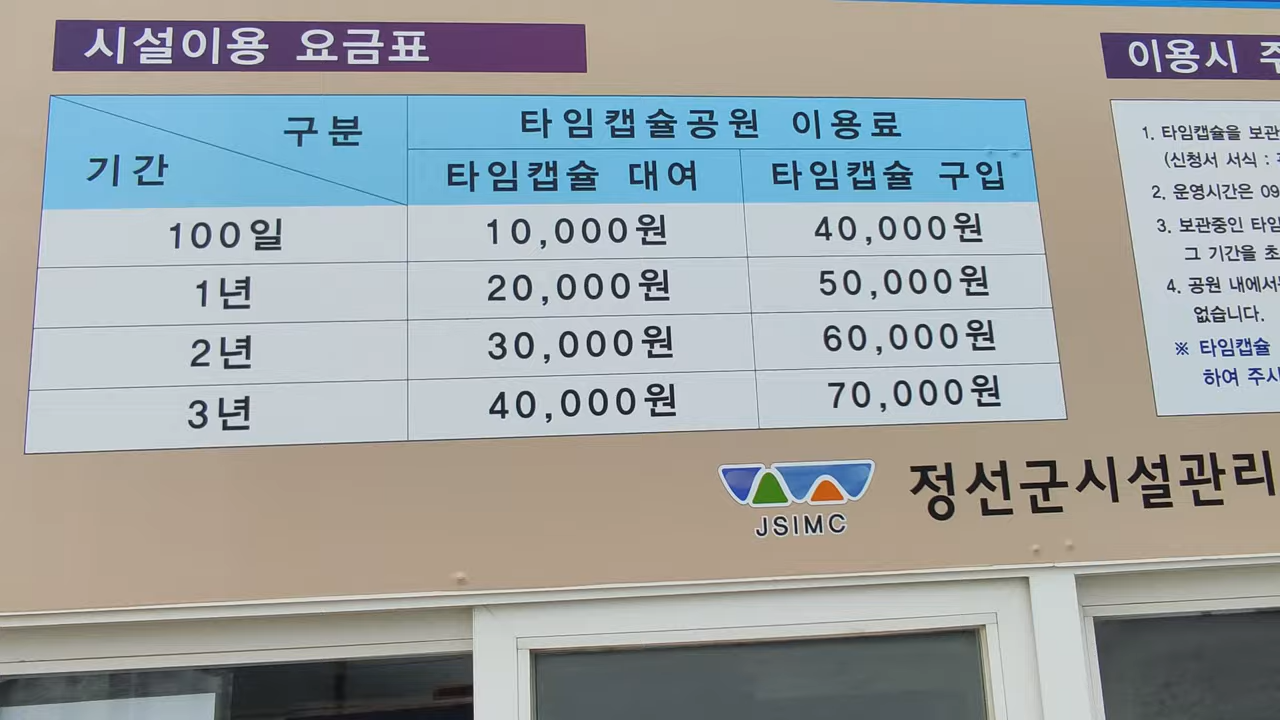 시설이용 요금표
구분
기간
타임캡슐공원 이용료
타임캡슐 대여 타임캡슐 구입
100일 10,000원 40,000원
1년 20,000원 50,000원
2년 30,000원 60,000원
3년 40,000원 70,000원
JSIMC
정선군시설관리
이용시
1. 타임캡슐을 보관
(신청서 서식 :
2. 운영시간은 09
3. 보관중인 타임
그 기간을 초
4. 공원 내에서
없습니다.
※ 타임캡슐
하여 주시